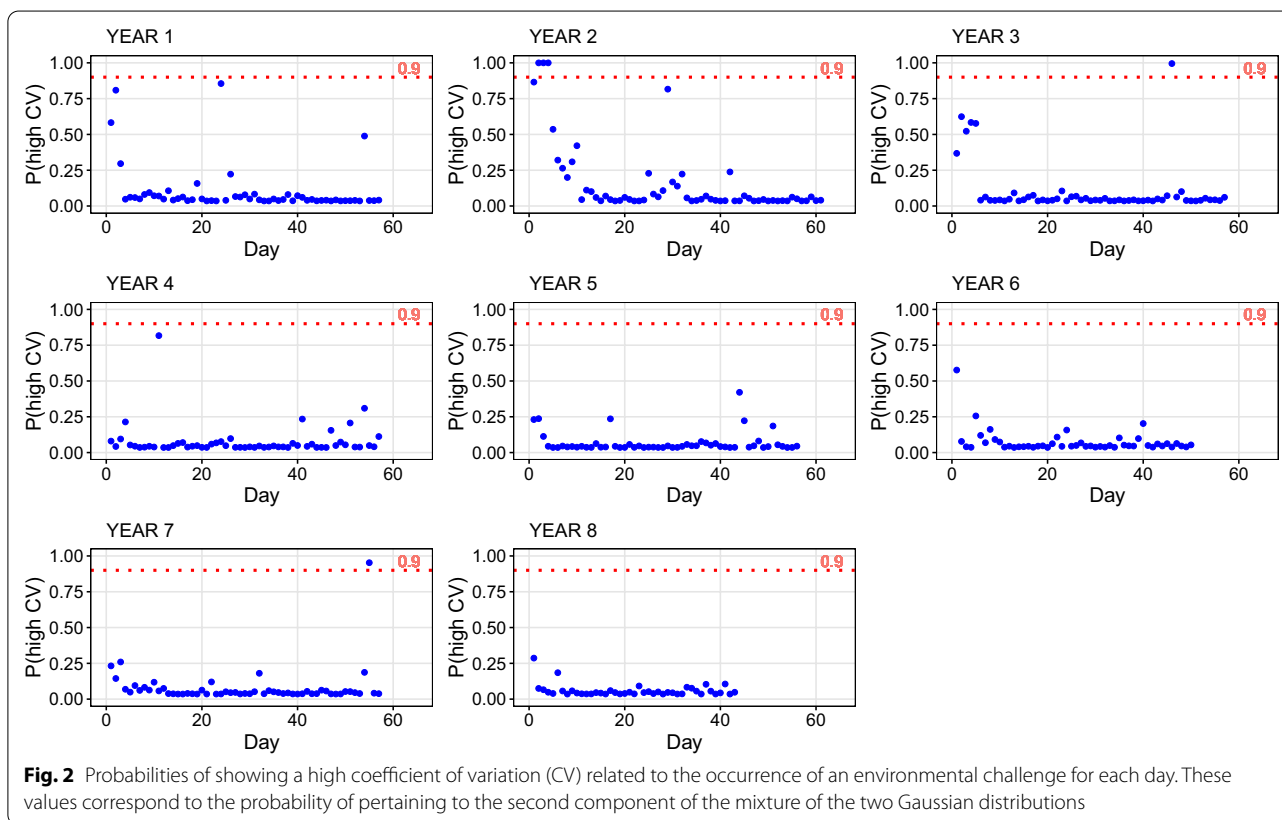 YEAR 1
P(high CV)
1.00
0.75
0.50
0.25
0.00
0.9
0 20 40 60
Day
YEAR 2
P(high CV)
1.00
0.75
0.50
0.25
0.00
0.9
0 20 40 60
Day
YEAR 3
P(high CV)
1.00
0.75
0.50
0.25
0.00
0.9
0 20 40 60
Day
YEAR 4
P(high CV)
1.00
0.75
0.50
0.25
0.00
0.9
0 20 40 60
Day
YEAR 5
P(high CV)
1.00
0.75
0.50
0.25
0.00
0.9
0 20 40 60
Day
YEAR 6
P(high CV)
1.00
0.75
0.50
0.25
0.00
0.9
0 20 40 60
Day
YEAR 7
P(high CV)
1.00
0.75
0.50
0.25
0.00
0.9
0 20 40 60
Day
YEAR 8
P(high CV)
1.00
0.75
0.50
0.25
0.00
0.9
0 20 40 60
Day
Fig. 2 Probabilities of showing a high coefficient of variation (CV) related to the occurrence of an environmental challenge for each day. These
values correspond to the probability of pertaining to the second component of the mixture of the two Gaussian distributions